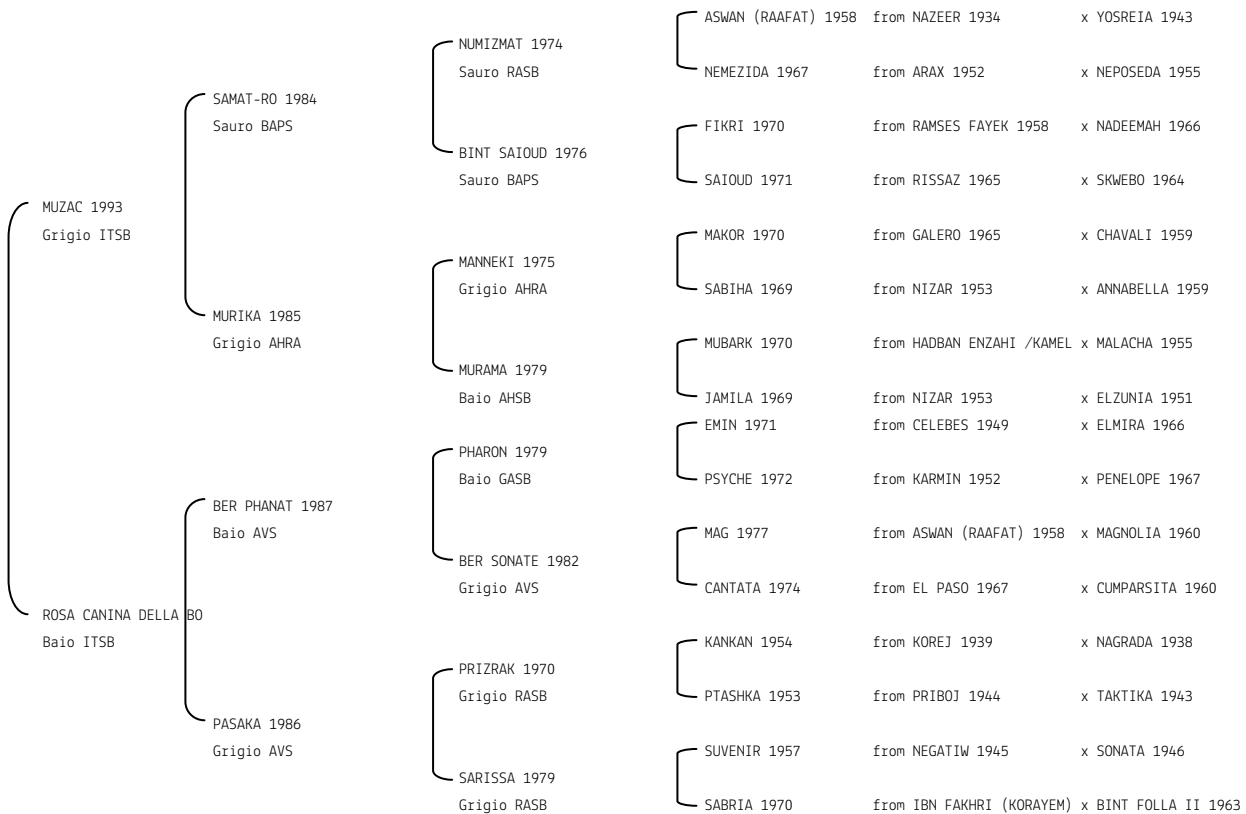 ASWAN (RAAFAT) 1958 from NAZEER 1934 x YOSREIA 1943
NUMIZMAT 1974
Sauro RASB
NEMEZIDA 1967 from ARAX 1952 x NEPOSEDA 1955
SAMAT-RO 1984
Sauro BAPS
FIKRI 1970 from RAMSES FAYEK 1958 x NADEEMAH 1966
BINT SAIOUD 1976
Sauro BAPS
SAIOUD 1971 from RISSAZ 1965 x SKWEBO 1964
MUZAC 1993
Grigio ITSB
MAKOR 1970 from GALERO 1965 x CHAVALI 1959
MANNEKI 1975
Grigio AHRA
SABIHA 1969 from NIZAR 1953 x ANNABELLA 1959
MURIKA 1985
Grigio AHRA
MUBARK 1970 from HADBAN ENZAHI /KAMEL x MALACHA 1955
MURAMA 1979
Baio AHSB
JAMILA 1969 from NIZAR 1953 x ELZUNIA 1951
EMIN 1971 from CELEBES 1949 x ELMIRA 1966
PHARON 1979
Baio GASB
PSYCHE 1972 from KARMIN 1952 x PENELOPE 1967
BER PHANAT 1987
Baio AVS
MAG 1977 from ASWAN (RAAFAT) 1958 x MAGNOLIA 1960
BER SONATE 1982
Grigio AVS
CANTATA 1974 from EL PASO 1967 x CUMPARSITA 1960
ROSA CANINA DELLA BO
Baio ITSB
KANKAN 1954 from KOREJ 1939 x NAGRADA 1938
PRIZRAK 1970
Grigio RASB
PTASHKA 1953 from PRIBOJ 1944 x TAKTIKA 1943
PASAKA 1986
Grigio AVS
SUVENIR 1957 from NEGATIW 1945 x SONATA 1946
SARISSA 1979
Grigio RASB
SABRIA 1970 from IBN FAKHRI (KORAYEM) x BINT FOLLA II 1963